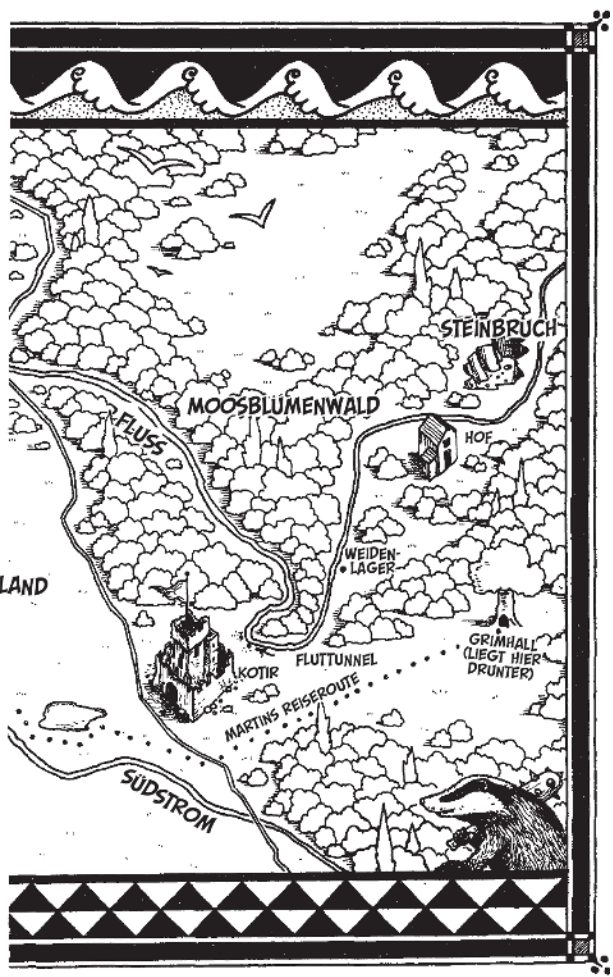 STEINBRUCH
MOOSBLUMENWALD
FLUSS
HOF
WEIDEN-
LAGER
LAND
GRIMHALL
(LIEGT HIER
DRUNTER)
FLUTTUNNEL
KOTIR
MARTINS REISEROUTE
SÜDSTROM